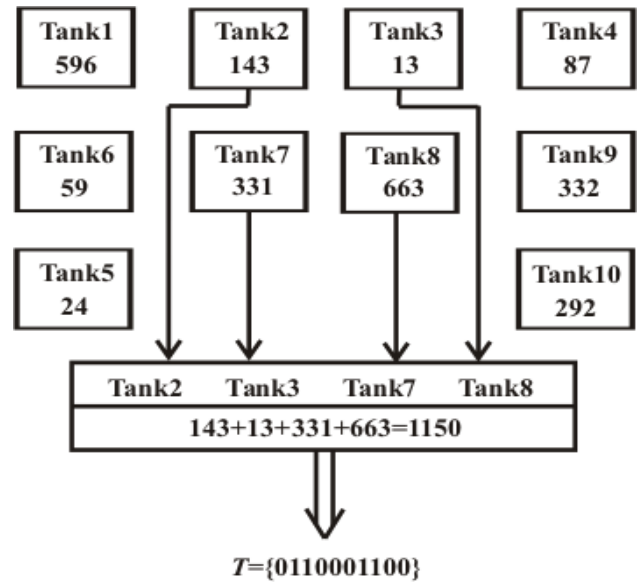 Tank1
596
Tank2
143
Tank3
13
Tank4
87
Tank6
59
Tank7
331
Tank8
663
Tank9
332
Tank5
24
Tank10
292
Tank2 Tank3 Tank7 Tank8
143+13+331+663=1150
T={0110001100}